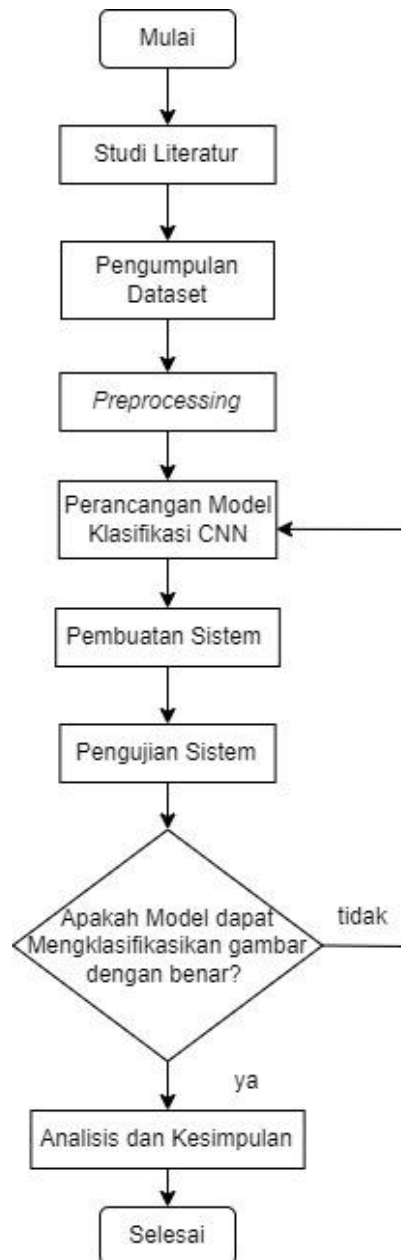 Mulai
Studi Literatur
Pengumpulan
Dataset
Preprocessing
Perancangan Model
Klasifikasi CNN
Pembuatan Sistem
Pengujian Sistem
Apakah Model dapat
Mengklasifikasikan gambar
dengan benar?
tidak
ya
Analisis dan Kesimpulan
Selesai